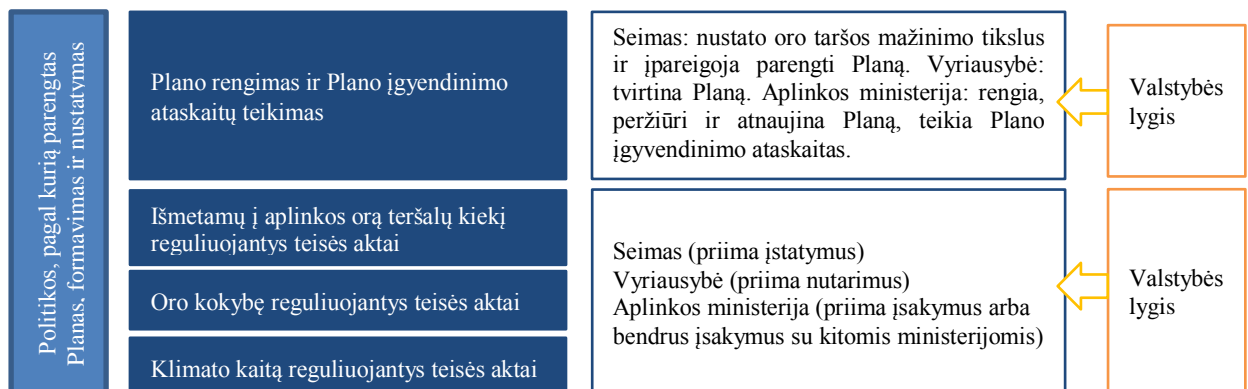 Politikos, pagal kurią parengtas
Planas, formavimas ir nustatymas
Plano rengimas ir Plano įgyendinimo
ataskaitų teikimas
Seimas: nustato oro taršos mažinimo tikslus
ir įpareigoja parengti Planą. Vyriausybė:
tvirtina Planą. Aplinkos ministerija: rengia,
peržiūri ir atnaujina Planą, teikia Plano
įgyvendinimo ataskaitas.
Valstybės
lygis
Išmetamų į aplinkos orą teršalų kiekį
reguliuojantys teisės aktai
Oro kokybę reguliuojantys teisės aktai
Klimato kaitą reguliuojantys teisės aktai
Seimas (priima įstatymus)
Vyriausybė (priima nutarimus)
Aplinkos ministerija (priima įsakymus arba
bendrus įsakymus su kitomis ministerijomis)
Valstybės
lygis